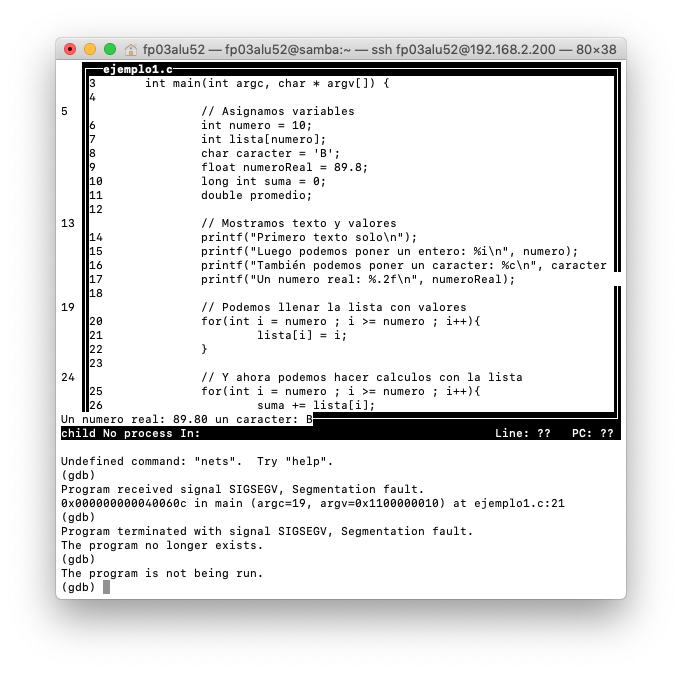 fp03alu52 — fp03alu52@samba:~ — ssh fp03alu52@192.168.2.200 — 80×38
ejemplo1.c
3 int main(int argc, char * argv[]) {
4
5 // Asignamos variables
6 int numero = 10;
7 int lista[numero];
8 char caracter = 'B';
9 float numeroReal = 89.8;
10 long int suma = 0;
11 double promedio;
12
13 // Mostramos texto y valores
14 printf("Primero texto solo\n");
15 printf("Luego podemos poner un entero: %i\n", numero);
16 printf("También podemos poner un caracter: %c\n", caracter
17 printf("Un numero real: %.2f\n", numeroReal);
18
19 // Podemos llenar la lista con valores
20 for(int i = numero ; i >= numero ; i++){
21 lista[i] = i;
22 }
23
24 // Y ahora podemos hacer calculos con la lista
25 for(int i = numero ; i >= numero ; i++){
26 suma += lista[i];
Un numero real: 89.80 un caracter: B
child No process In: Line: ?? PC: ??
Undefined command: "nets". Try "help".
(gdb)
Program received signal SIGSEGV, Segmentation fault.
0x000000000040060c in main (argc=19, argv=0x1100000010) at ejemplo1.c:21
(gdb)
Program terminated with signal SIGSEGV, Segmentation fault.
The program no longer exists.
(gdb)
The program is not being run.
(gdb)